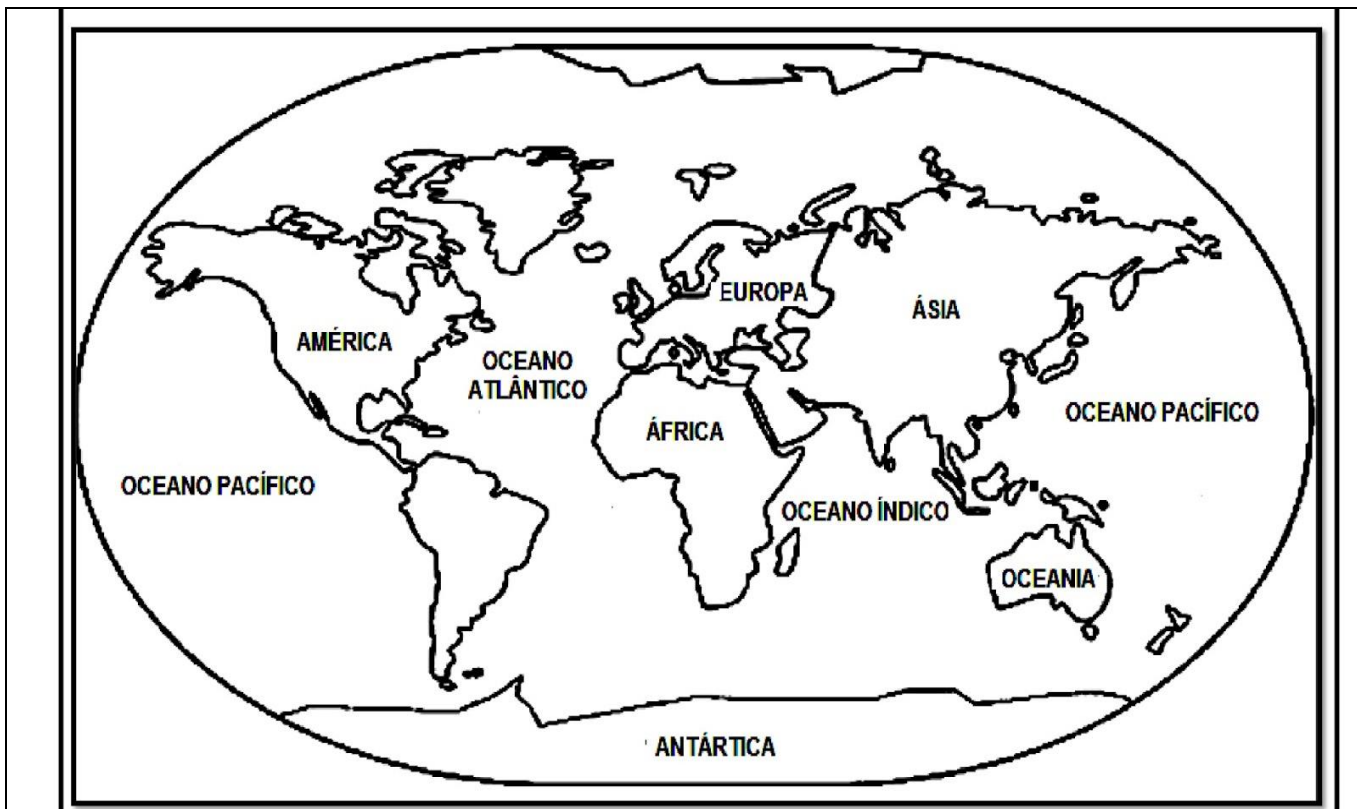 EUROPA
ÁSIA
AMÉRICA
OCEANO
ATLÂNTICO
OCEANO PACÍFICO
ÁFRICA
OCEANO PACÍFICO
OCEANO ÍNDICO
OCEANIA
ANTÁRTICA